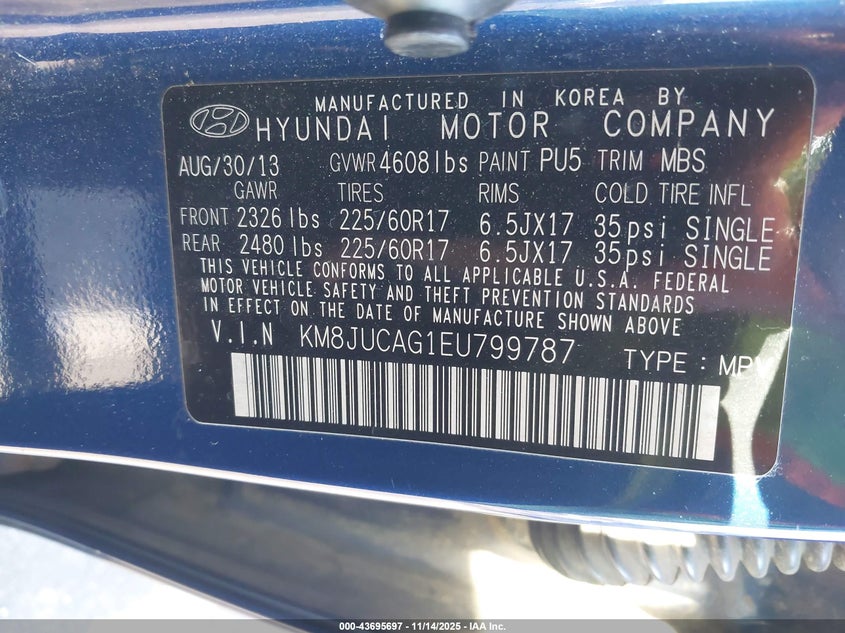 MANUFACTURED IN KOREA BY
HYUNDAI MOTOR COMPANY
AUG/30/13 GVWR 4608lbs PAINT PU5 TRIM MBS
GAWR TIRES RIMS COLD TIRE INFL
FRONT 2326 lbs 225/60R17 6.5JX17 35psi SINGLE
REAR 2480 lbs 225/60R17 6.5JX17 35psi SINGLE
THIS VEHICLE CONFORMS TO ALL APPLICABLE U.S.A. FEDERAL
MOTOR VEHICLE SAFETY AND THEFT PREVENTION STANDARDS
IN EFFECT ON THE DATE OF MANUFACTURE SHOWN ABOVE
V.I.N KM8JUCAG1EU799787 TYPE : MPV
000-43695697 - 11/14/2025 - IAA Inc.